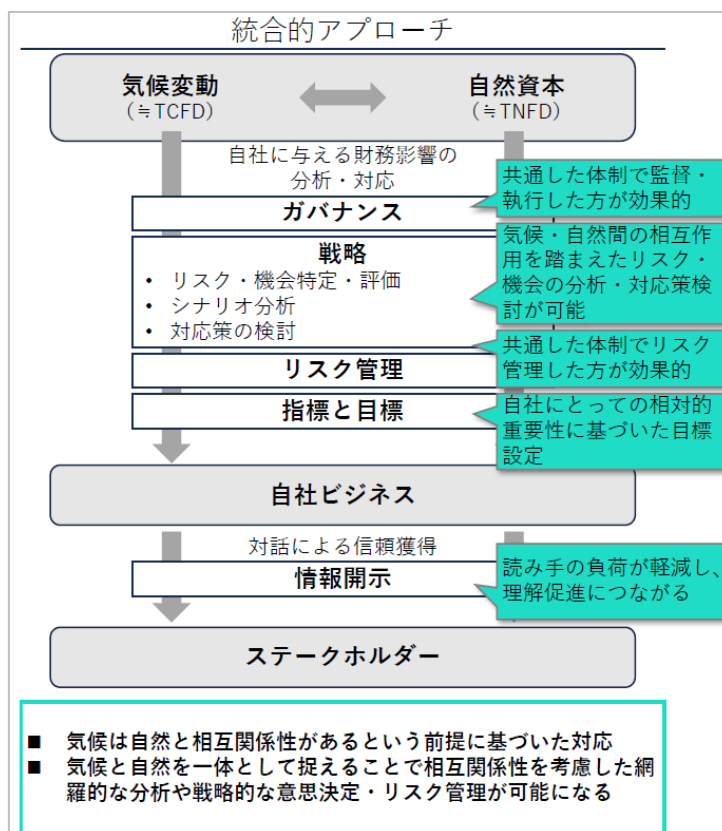 統合的アプローチ
気候変動
（≒TCFD）
自然資本
（≒TNFD）
自社に与える財務影響の
分析・対応
ガバナンス
共通した体制で監督・
執行した方が効果的
戦略
• リスク・機会特定・評価
• シナリオ分析
• 対応策の検討
気候・自然間の相互作
用を踏まえたリスク・
機会の分析・対応策検
討が可能
リスク管理
共通した体制でリスク
管理した方が効果的
指標と目標
自社にとっての相対的
重要性に基づいた目標
設定
自社ビジネス
対話による信頼獲得
情報開示
読み手の負荷が軽減し、
理解促進につながる
ステークホルダー
■ 気候は自然と相互関係性があるという前提に基づいた対応
■ 気候と自然を一体として捉えることで相互関係性を考慮した網
羅的な分析や戦略的な意思決定・リスク管理が可能になる